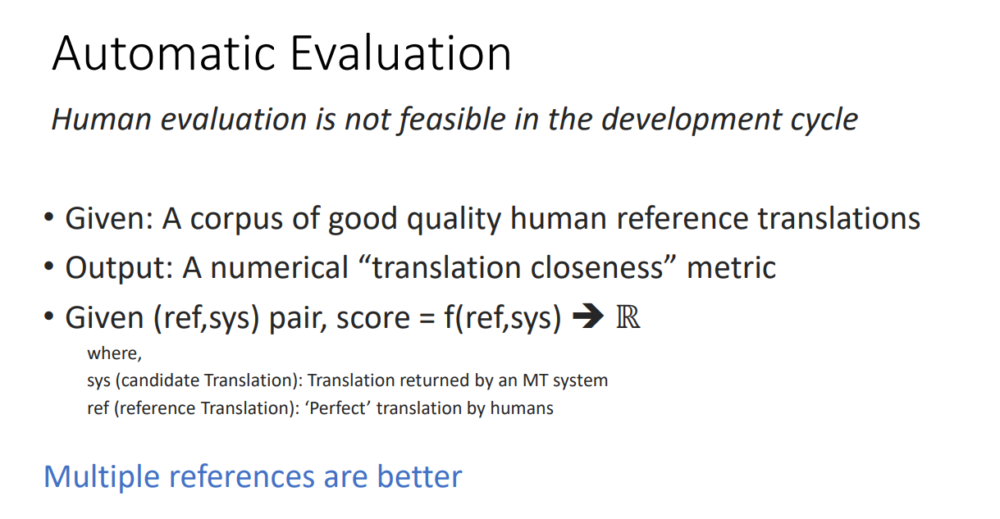 Automatic Evaluation
Human evaluation is not feasible in the development cycle
• Given: A corpus of good quality human reference translations
• Output: A numerical “translation closeness” metric
• Given (ref,sys) pair, score = f(ref,sys) ➔ ℝ
where,
sys (candidate Translation): Translation returned by an MT system
ref (reference Translation): ‘Perfect’ translation by humans
Multiple references are better